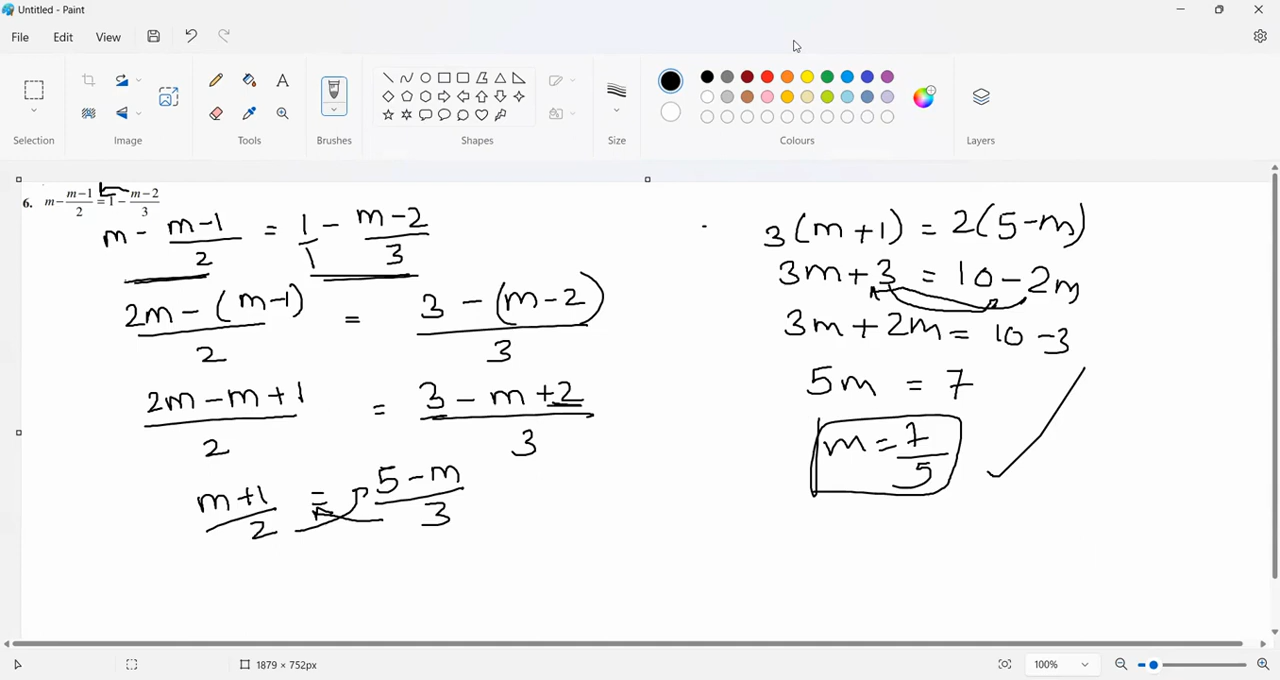 Untitled - Paint
File Edit View
Selection Image Tools Brushes Shapes Size Colours Layers
6. m - (m-1)/2 = 1 - (m-2)/3
m - (m-1)/2 = 1/1 - (m-2)/3
(2m - (m-1))/2 = (3 - (m-2))/3
(2m - m + 1)/2 = (3 - m + 2)/3
(m+1)/2 = (5-m)/3
3(m+1) = 2(5-m)
3m + 3 = 10 - 2m
3m + 2m = 10 - 3
5m = 7
m = 7/5
1879 × 752px
100%